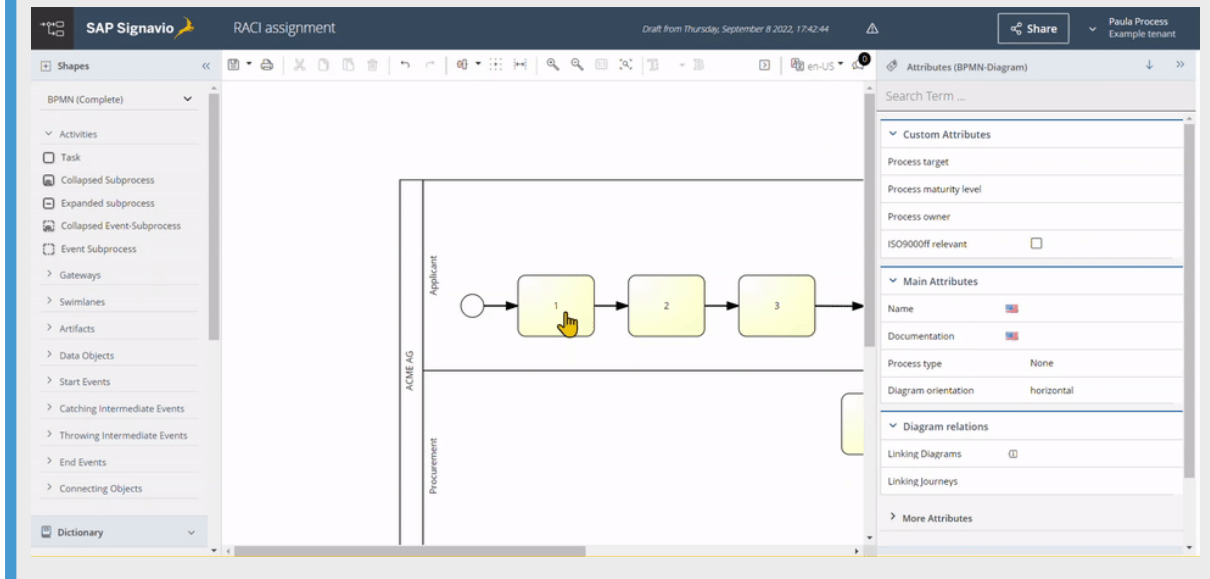 SAP Signavio
RACI assignment
Draft from Thursday, September 8 2022, 17:42:44
Share
Paula Process
Example tenant
Shapes
en-US
0
Attributes (BPMN-Diagram)
BPMN (Complete)
Search Term ...
Activities
Task
Collapsed Subprocess
Expanded subprocess
Collapsed Event-Subprocess
Event Subprocess
Gateways
Swimlanes
Artifacts
Data Objects
Start Events
Catching Intermediate Events
Throwing Intermediate Events
End Events
Connecting Objects
Dictionary
ACME AG
Applicant
1
2
3
Procurement
Custom Attributes
Process target
Process maturity level
Process owner
ISO9000ff relevant
Main Attributes
Name
Documentation
Process type None
Diagram orientation horizontal
Diagram relations
Linking Diagrams
Linking Journeys
More Attributes